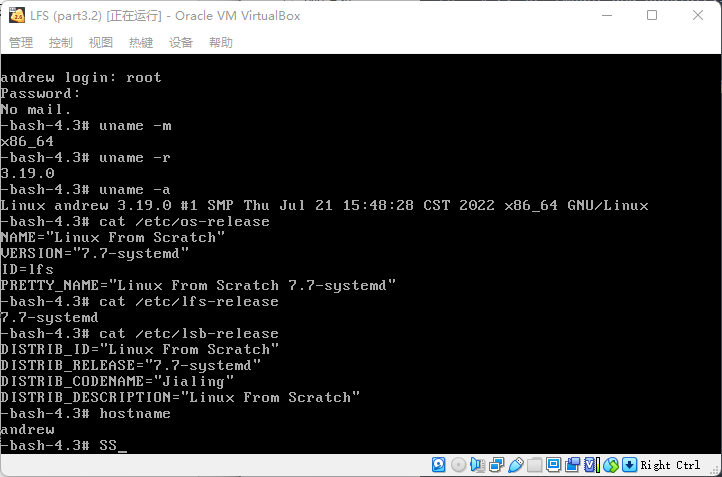 LFS (part3.2) [正在运行] - Oracle VM VirtualBox
管理 控制 视图 热键 设备 帮助
andrew login: root
Password:
No mail.
-bash-4.3# uname -m
x86_64
-bash-4.3# uname -r
3.19.0
-bash-4.3# uname -a
Linux andrew 3.19.0 #1 SMP Thu Jul 21 15:48:28 CST 2022 x86_64 GNU/Linux
-bash-4.3# cat /etc/os-release
NAME="Linux From Scratch"
VERSION="7.7-systemd"
ID=lfs
PRETTY_NAME="Linux From Scratch 7.7-systemd"
-bash-4.3# cat /etc/lfs-release
7.7-systemd
-bash-4.3# cat /etc/lsb-release
DISTRIB_ID="Linux From Scratch"
DISTRIB_RELEASE="7.7-systemd"
DISTRIB_CODENAME="Jialing"
DISTRIB_DESCRIPTION="Linux From Scratch"
-bash-4.3# hostname
andrew
-bash-4.3# SS_
Right Ctrl